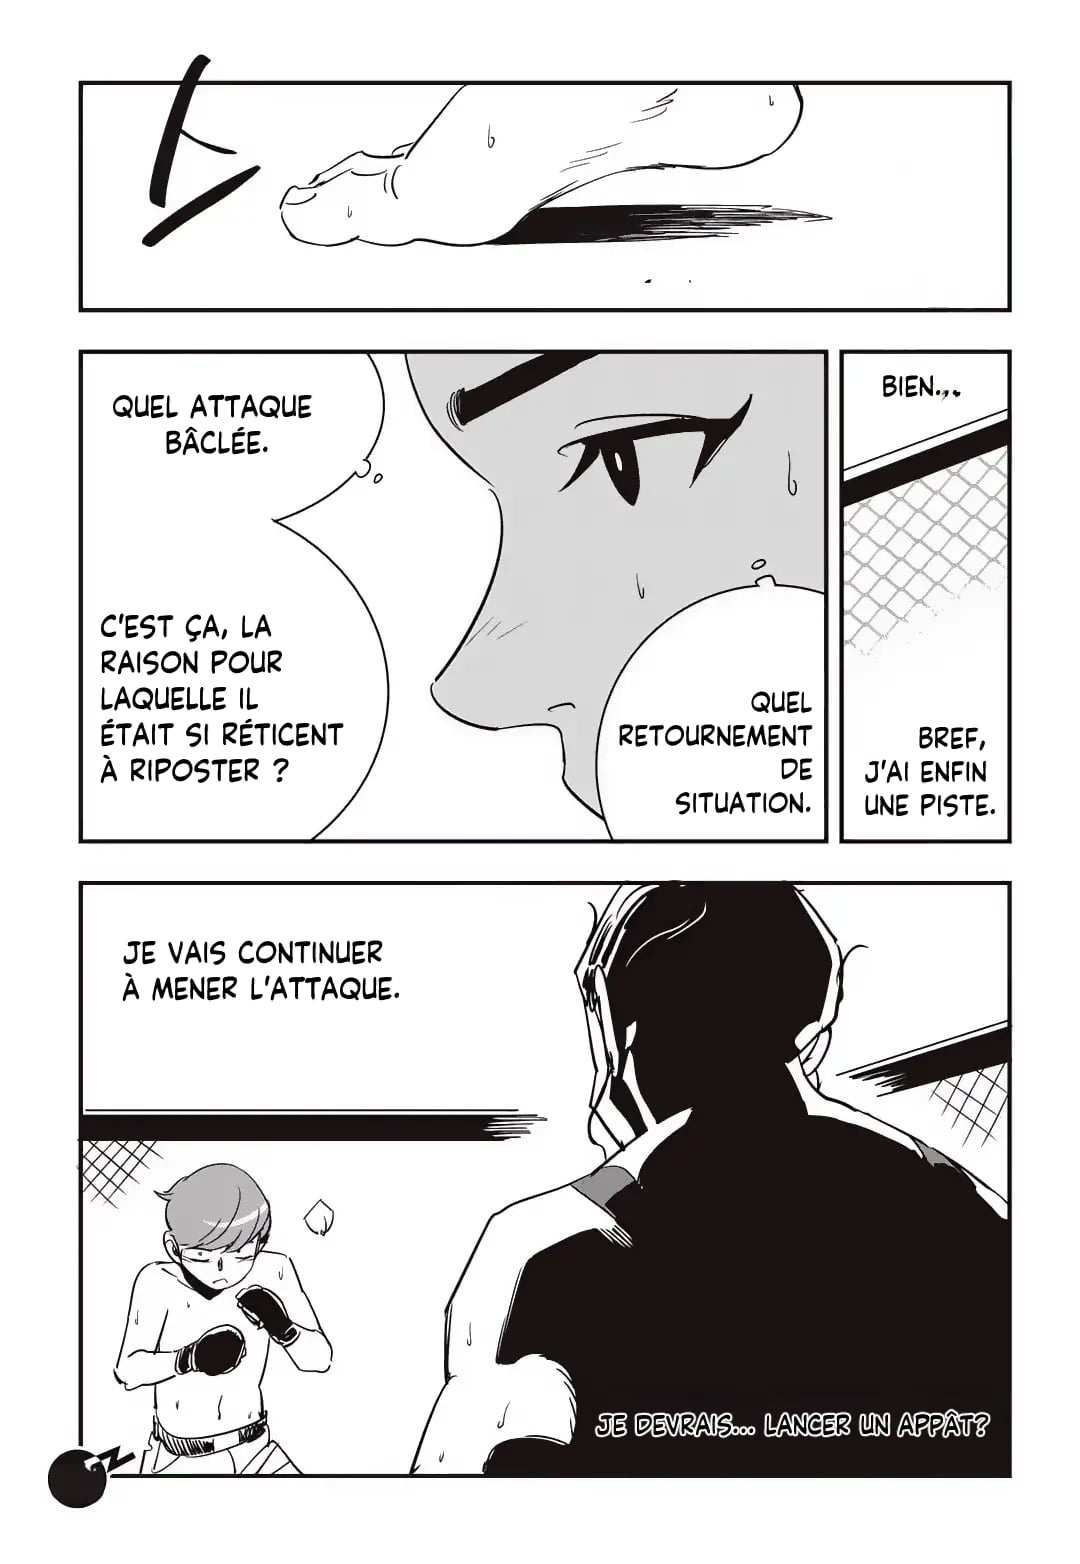 QUEL ATTAQUE
BÂCLÉE.
C'EST ÇA, LA
RAISON POUR
LAQUELLE IL
ÉTAIT SI RÉTICENT
À RIPOSTER ?
QUEL
RETOURNEMENT
DE
SITUATION.
BIEN...
BREF,
J'AI ENFIN
UNE PISTE.
JE VAIS CONTINUER
À MENER L'ATTAQUE.
JE DEVRAIS... LANCER UN APPÂT?